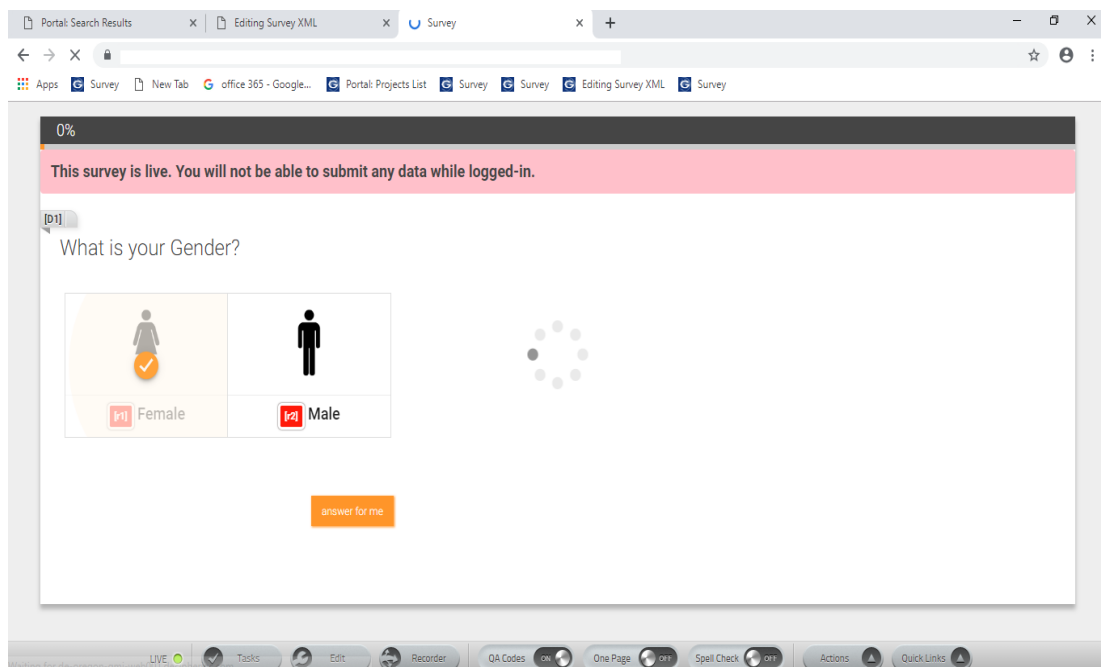 Portal: Search Results
Editing Survey XML
Survey
Apps
Survey
New Tab
office 365 - Google...
Portal: Projects List
Survey
Survey
Editing Survey XML
Survey
0%
This survey is live. You will not be able to submit any data while logged-in.
[D1]
What is your Gender?
[r1] Female
[r2] Male
answer for me
LIVE
Tasks
Edit
Recorder
QA Codes ON
One Page OFF
Spell Check OFF
Actions
Quick Links